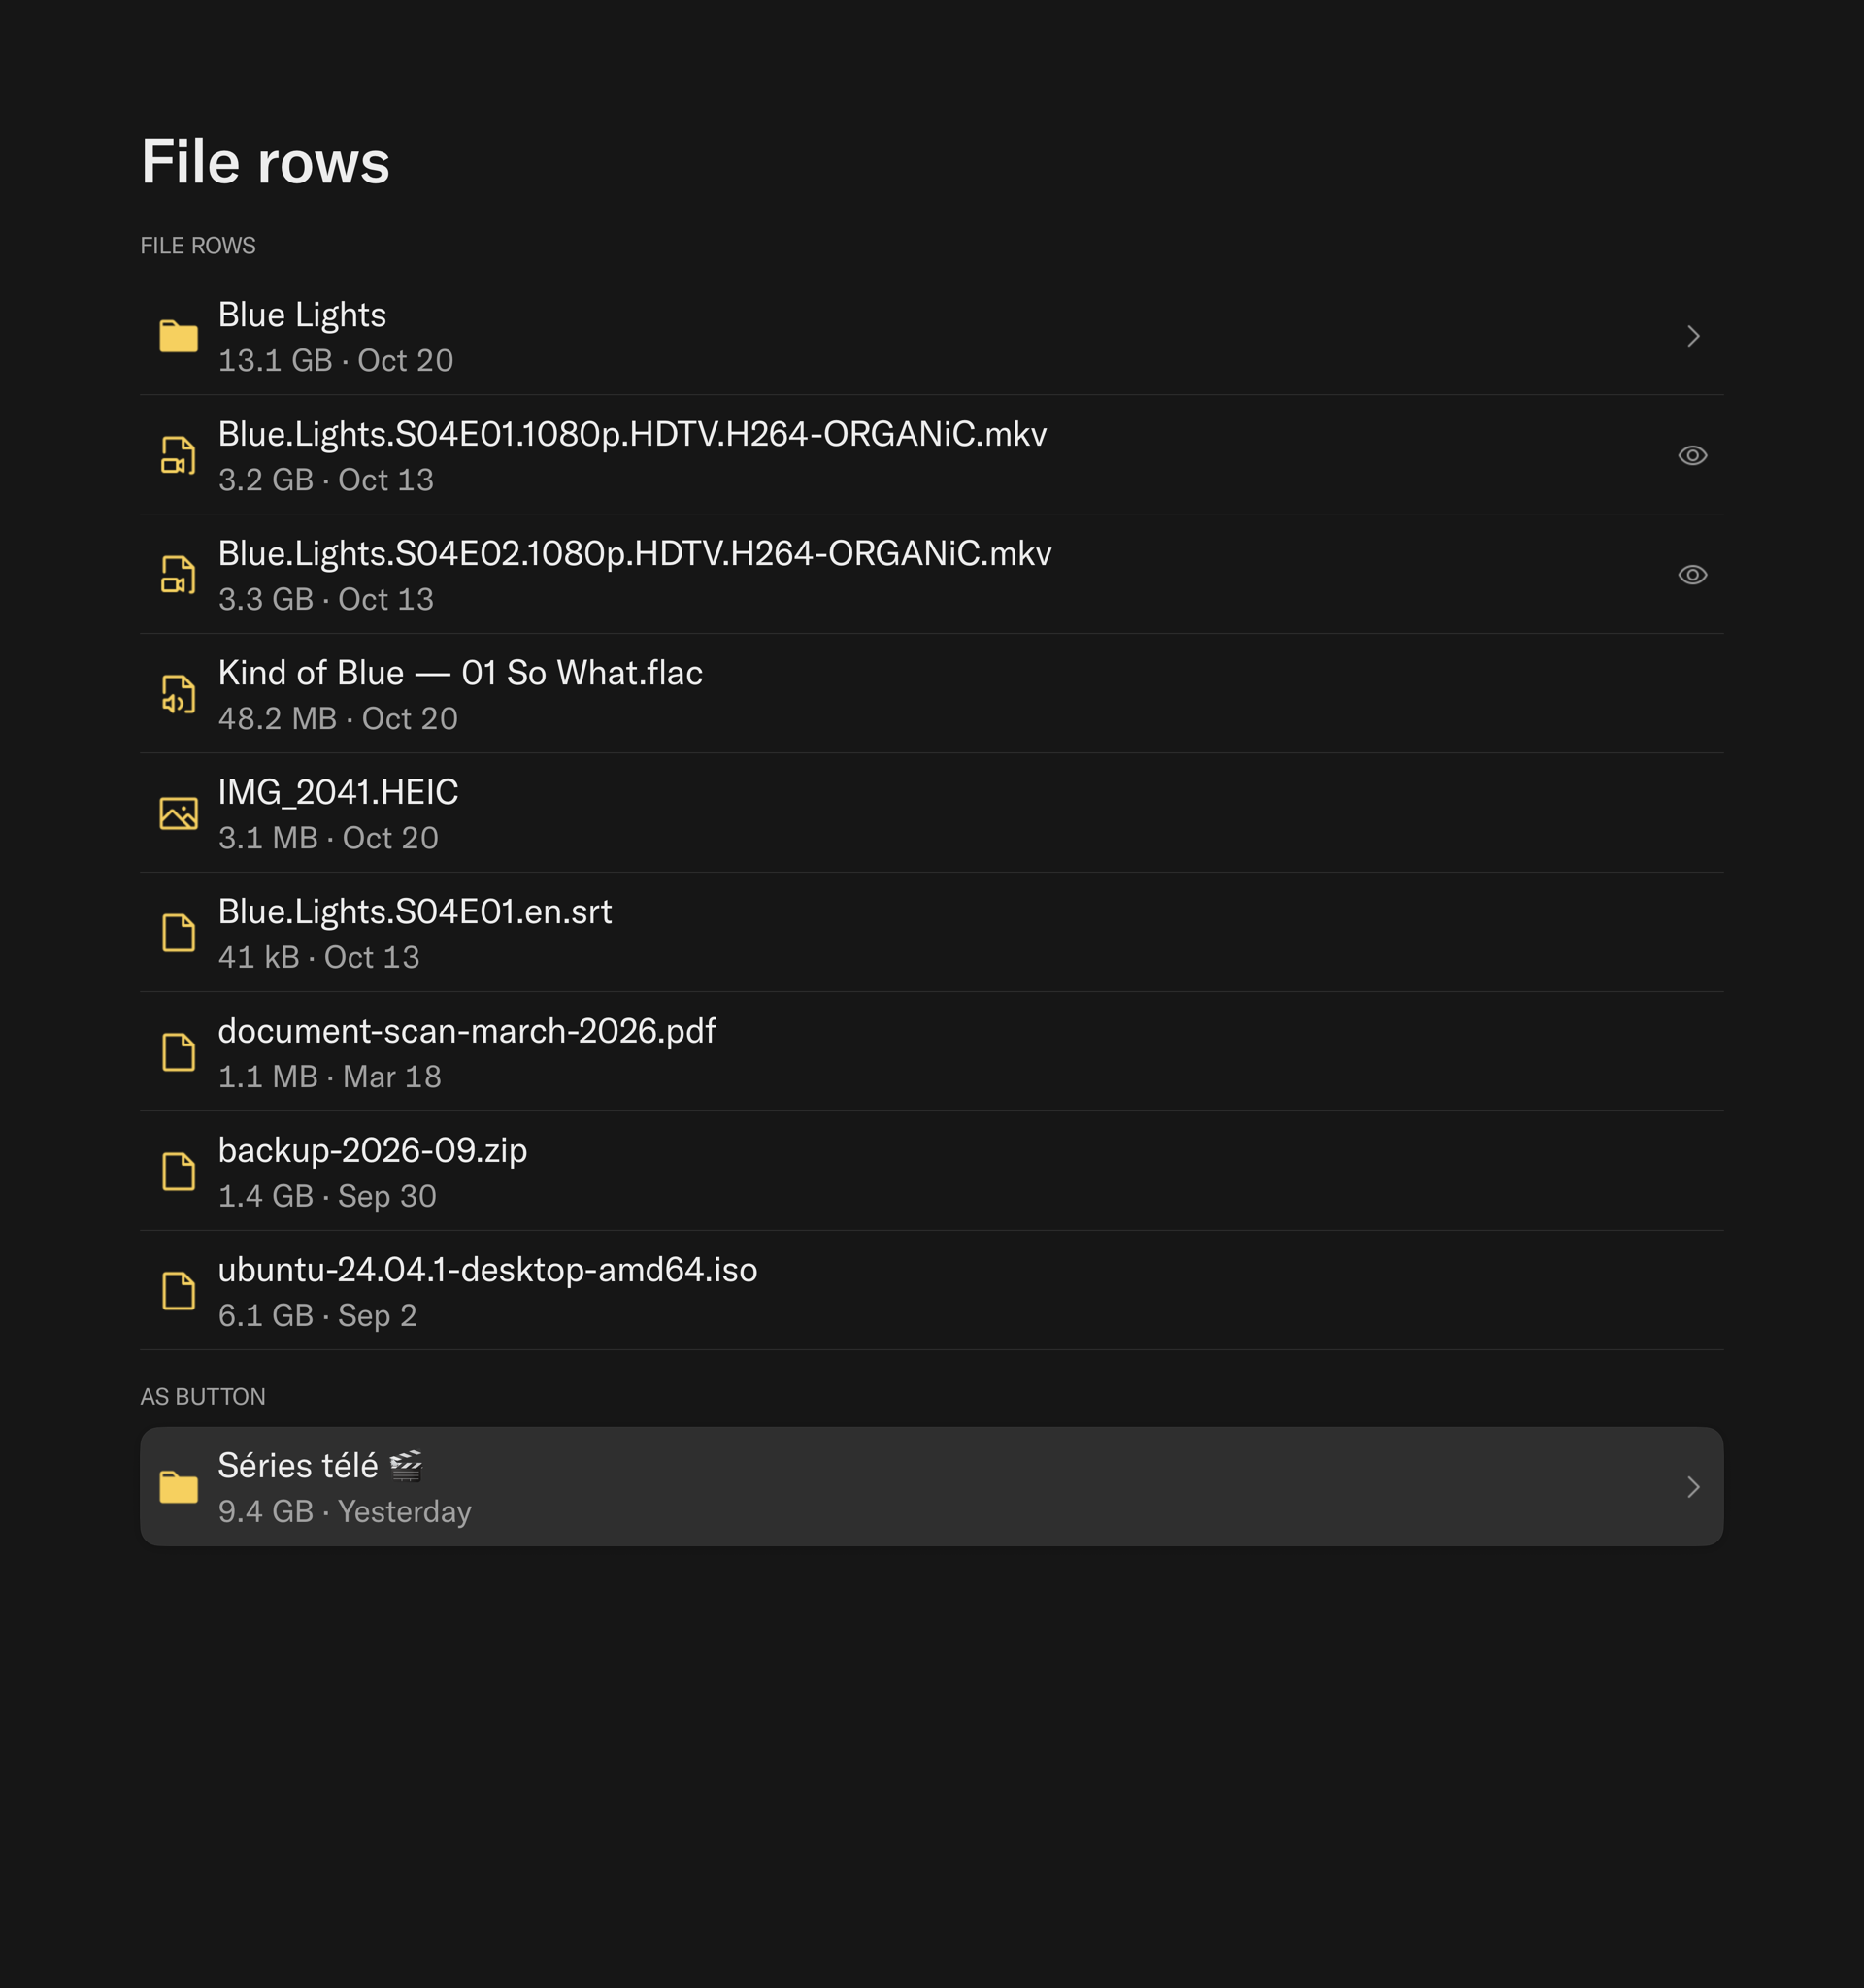 File rows
FILE ROWS
Blue Lights
13.1 GB · Oct 20
Blue.Lights.S04E01.1080p.HDTV.H264-ORGANiC.mkv
3.2 GB · Oct 13
Blue.Lights.S04E02.1080p.HDTV.H264-ORGANiC.mkv
3.3 GB · Oct 13
Kind of Blue — 01 So What.flac
48.2 MB · Oct 20
IMG_2041.HEIC
3.1 MB · Oct 20
Blue.Lights.S04E01.en.srt
41 kB · Oct 13
document-scan-march-2026.pdf
1.1 MB · Mar 18
backup-2026-09.zip
1.4 GB · Sep 30
ubuntu-24.04.1-desktop-amd64.iso
6.1 GB · Sep 2
AS BUTTON
Séries télé 🎬
9.4 GB · Yesterday